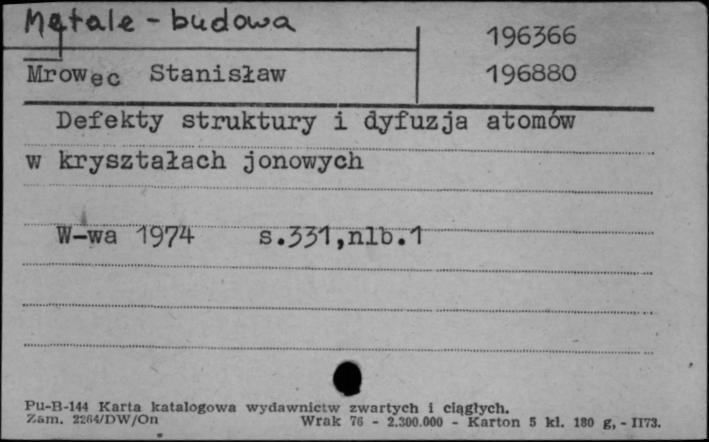 Metale - budowa
196366
Mrowec Stanisław
196880
Defekty struktury i dyfuzja atomów
w kryształach jonowych
W-wa 1974 s.331,nlb.1
Pu-B-144 Karta katalogowa wydawnictw zwartych i ciągłych.
Zam. 2264/DW/On Wrak 76 - 2.300.000 - Karton 5 kl. 180 g, - II73.